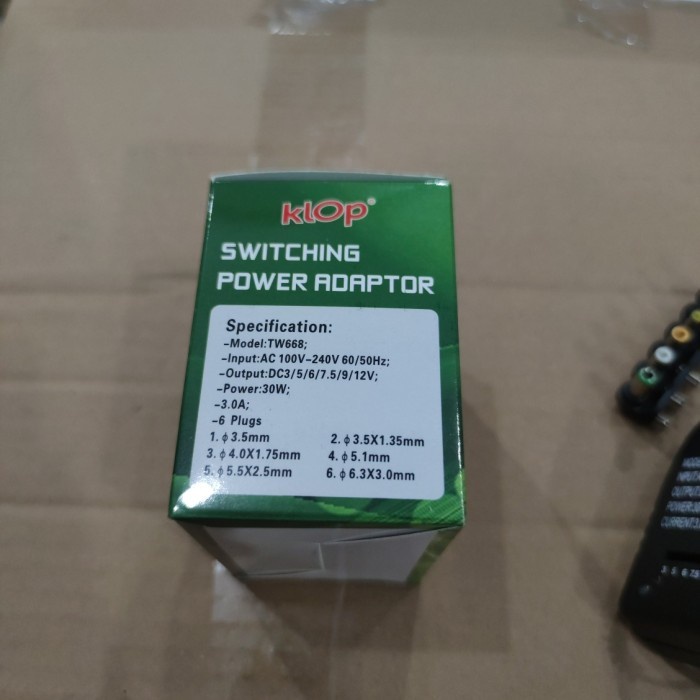 klop®
SWITCHING
POWER ADAPTOR
Specification:
-Model:TW668;
-Input:AC 100V-240V 60/50Hz;
-Output:DC3/5/6/7.5/9/12V;
-Power:30W;
-3.0A;
-6 Plugs
1. ϕ3.5mm 2. ϕ3.5X1.35mm
3. ϕ4.0X1.75mm 4. ϕ5.1mm
5. ϕ5.5X2.5mm 6. ϕ6.3X3.0mm